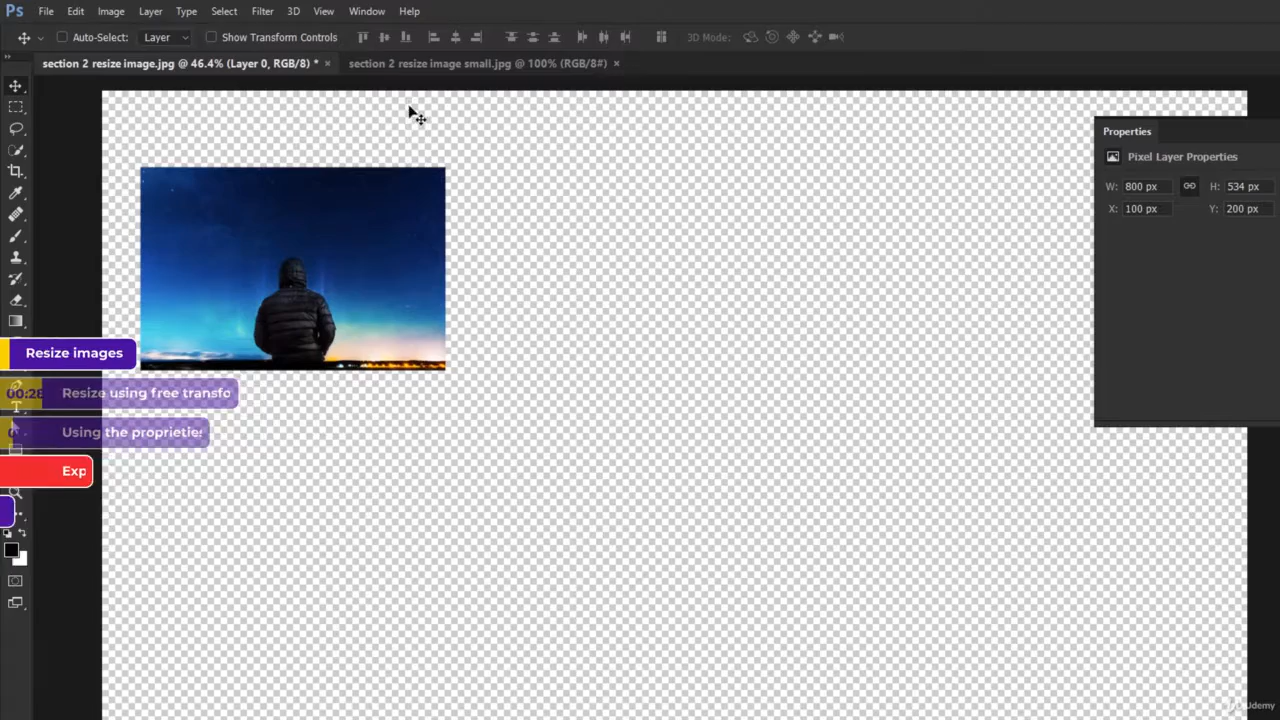 Ps File Edit Image Layer Type Select Filter 3D View Window Help
Auto-Select: Layer Show Transform Controls 3D Mode:
section 2 resize image.jpg @ 46.4% (Layer 0, RGB/8) * × section 2 resize image small.jpg @ 100% (RGB/8#) ×
Properties
Pixel Layer Properties
W: 800 px H: 534 px
X: 100 px Y: 200 px
Resize images
00:28 Resize using free transfo
Using the proprieties
Exp
Udemy